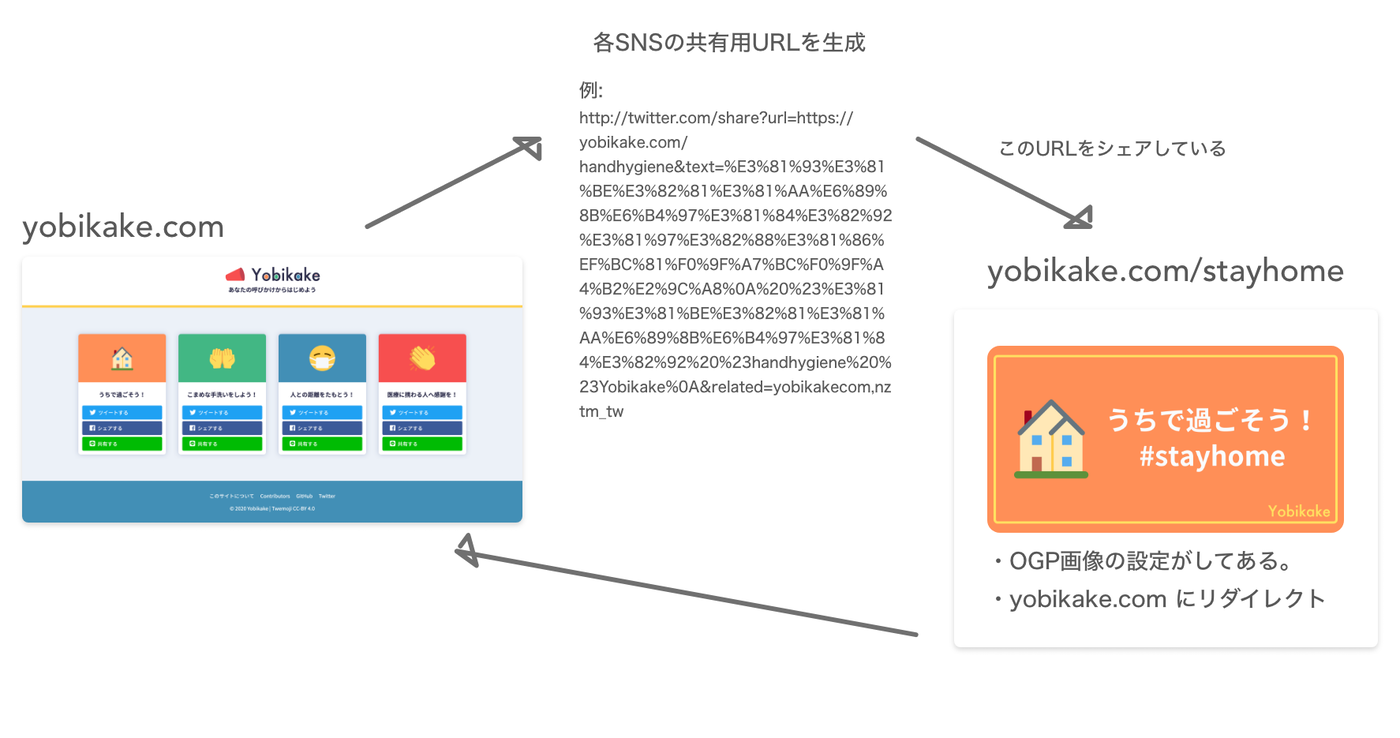 各SNSの共有用URLを生成
例:
http://twitter.com/share?url=https://
yobikake.com/
handhygiene&text=%E3%81%93%E3%81
%BE%E3%82%81%E3%81%AA%E6%89%
8B%E6%B4%97%E3%81%84%E3%82%92
%E3%81%97%E3%82%88%E3%81%86%
EF%BC%81%F0%9F%A7%BC%F0%9F%A
4%B2%E2%9C%A8%0A%20%23%E3%81
%93%E3%81%BE%E3%82%81%E3%81%
AA%E6%89%8B%E6%B4%97%E3%81%8
4%E3%82%92%20%23handhygiene%20%
23Yobikake%0A&related=yobikakecom,nz
tm_tw
このURLをシェアしている
yobikake.com
Yobikake
あなたの呼びかけからはじめよう
うちで過ごそう！
ツイートする
シェアする
共有する
こまめな手洗いをしよう！
ツイートする
シェアする
共有する
人との距離をたもとう！
ツイートする
シェアする
共有する
医療に携わる人へ感謝を！
ツイートする
シェアする
共有する
このサイトについて Contributors GitHub Twitter
© 2020 Yobikake | Twemoji CC-BY 4.0
yobikake.com/stayhome
うちで過ごそう！
#stayhome
Yobikake
・OGP画像の設定がしてある。
・yobikake.com にリダイレクト